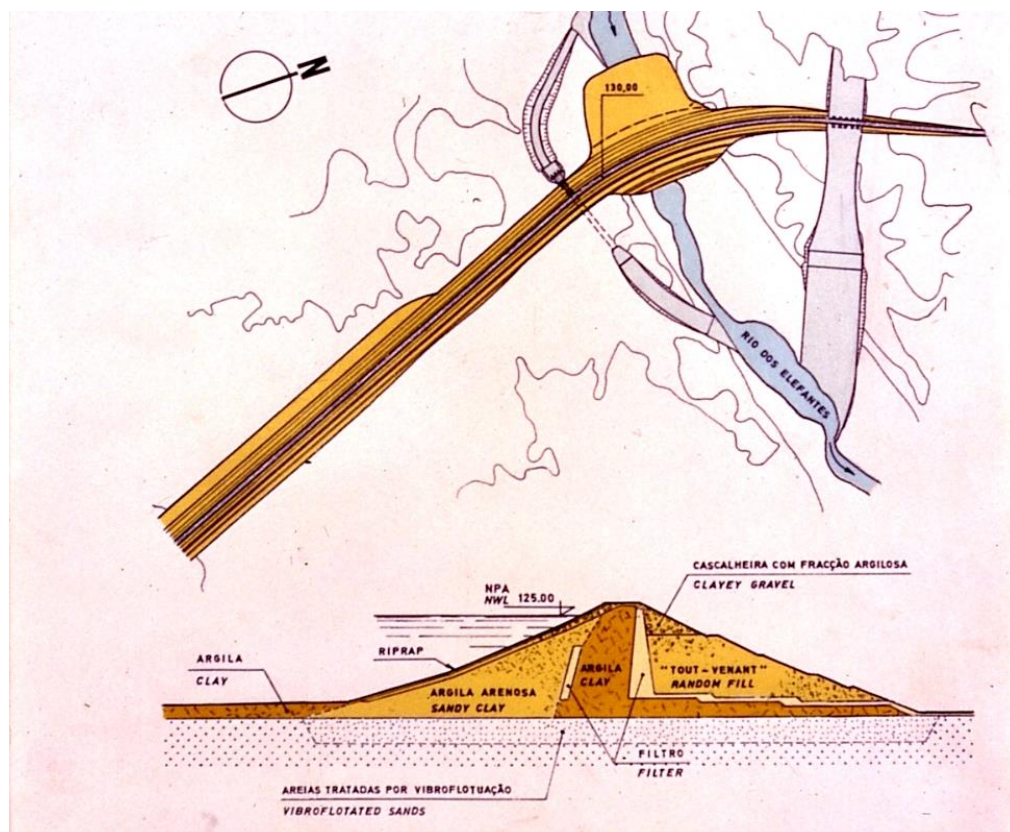 N
130,00
RIO DOS ELEFANTES
CASCALHEIRA COM FRACÇÃO ARGILOSA
CLAYEY GRAVEL
NPA
NWL 125.00
RIPRAP
ARGILA
CLAY
ARGILA ARENOSA
SANDY CLAY
ARGILA
CLAY
"TOUT-VENANT"
RANDOM FILL
FILTRO
FILTER
AREIAS TRATADAS POR VIBROFLOTUAÇÃO
VIBROFLOTATED SANDS